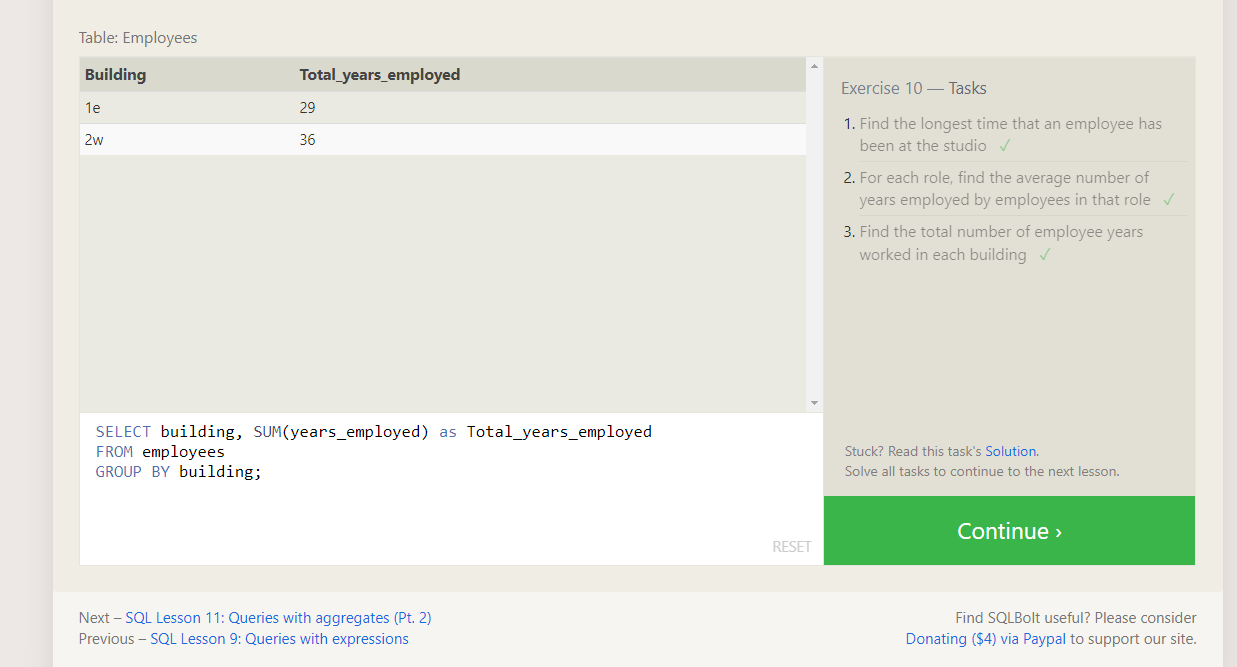 Table: Employees
Building Total_years_employed
1e 29
2w 36
SELECT building, SUM(years_employed) as Total_years_employed
FROM employees
GROUP BY building;
RESET
Exercise 10 — Tasks
1. Find the longest time that an employee has
been at the studio ✓
2. For each role, find the average number of
years employed by employees in that role ✓
3. Find the total number of employee years
worked in each building ✓
Stuck? Read this task's Solution.
Solve all tasks to continue to the next lesson.
Continue ›
Next – SQL Lesson 11: Queries with aggregates (Pt. 2)
Previous – SQL Lesson 9: Queries with expressions
Find SQLBolt useful? Please consider
Donating ($4) via Paypal to support our site.